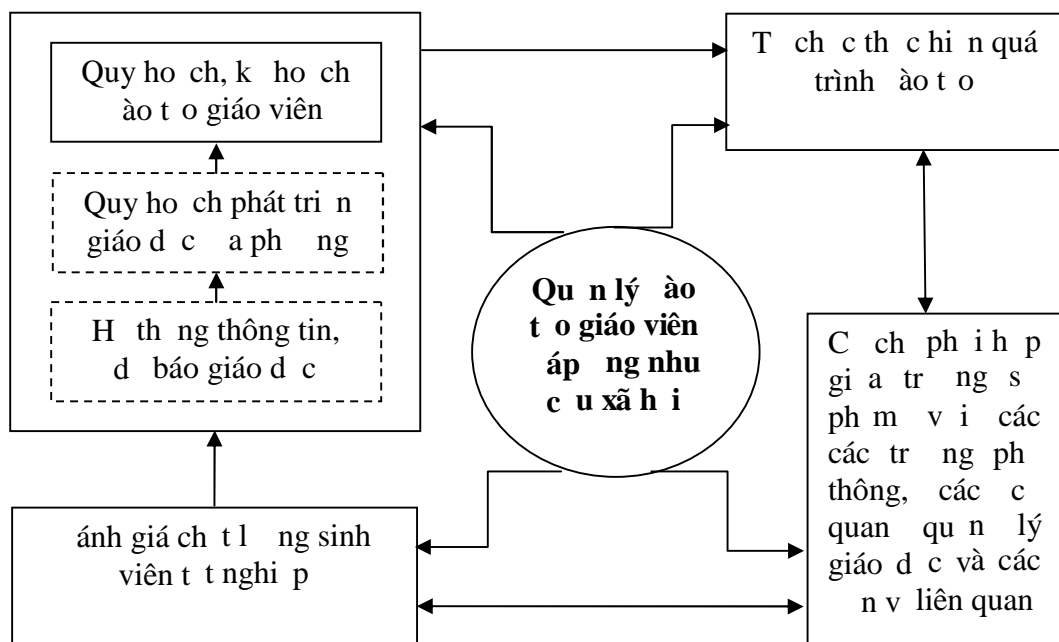 Quy ho ch, k ho ch
ào t o giáo viên
Quy ho ch phát tri n
giáo d c a ph ng
H th ng thông tin,
d báo giáo d c
T ch c th c hi n quá
trình ào t o
Qu n lý ào
t o giáo viên
áp ng nhu
c u xã h i
C ch ph i h p
gi a tr ng s
ph m v i các
các tr ng ph
thông, các c
quan qu n lý
giáo d c và các
n v liên quan
ánh giá ch t l ng sinh
viên t t nghi p